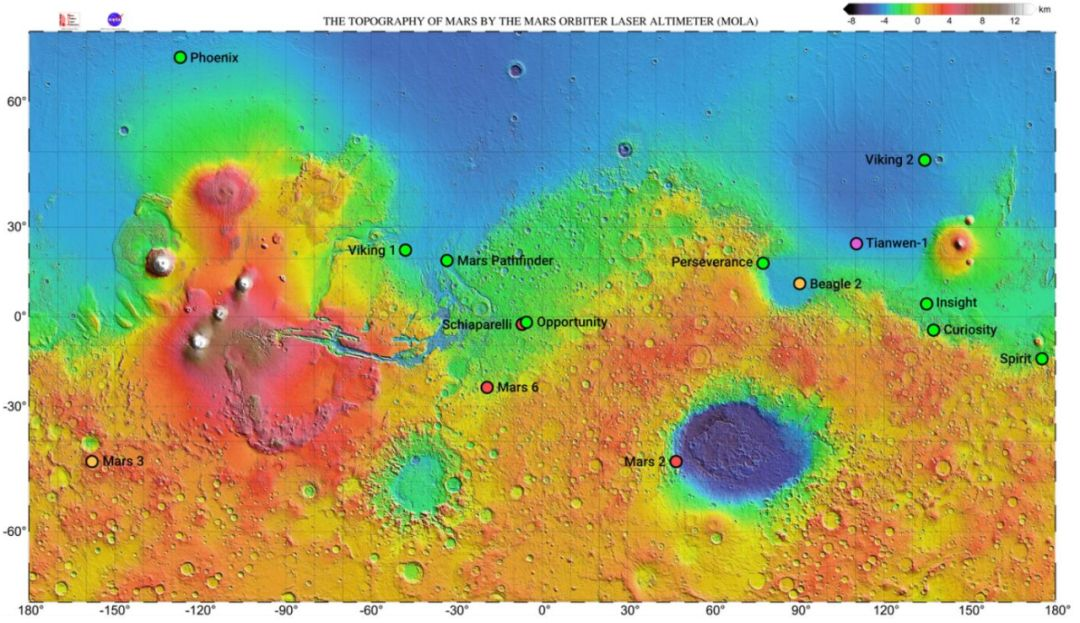 THE TOPOGRAPHY OF MARS BY THE MARS ORBITER LASER ALTIMETER (MOLA)
-8 -4 0 4 8 12 km
Phoenix
60°
Viking 2
30°
Viking 1
Tianwen-1
Mars Pathfinder
Perseverance
Beagle 2
Insight
0°
Schiaparelli
Opportunity
Curiosity
Spirit
Mars 6
-30°
Mars 3
Mars 2
-60°
-180 -150 -120 -90 -60 -30 0 30 60 90 120 150 180°